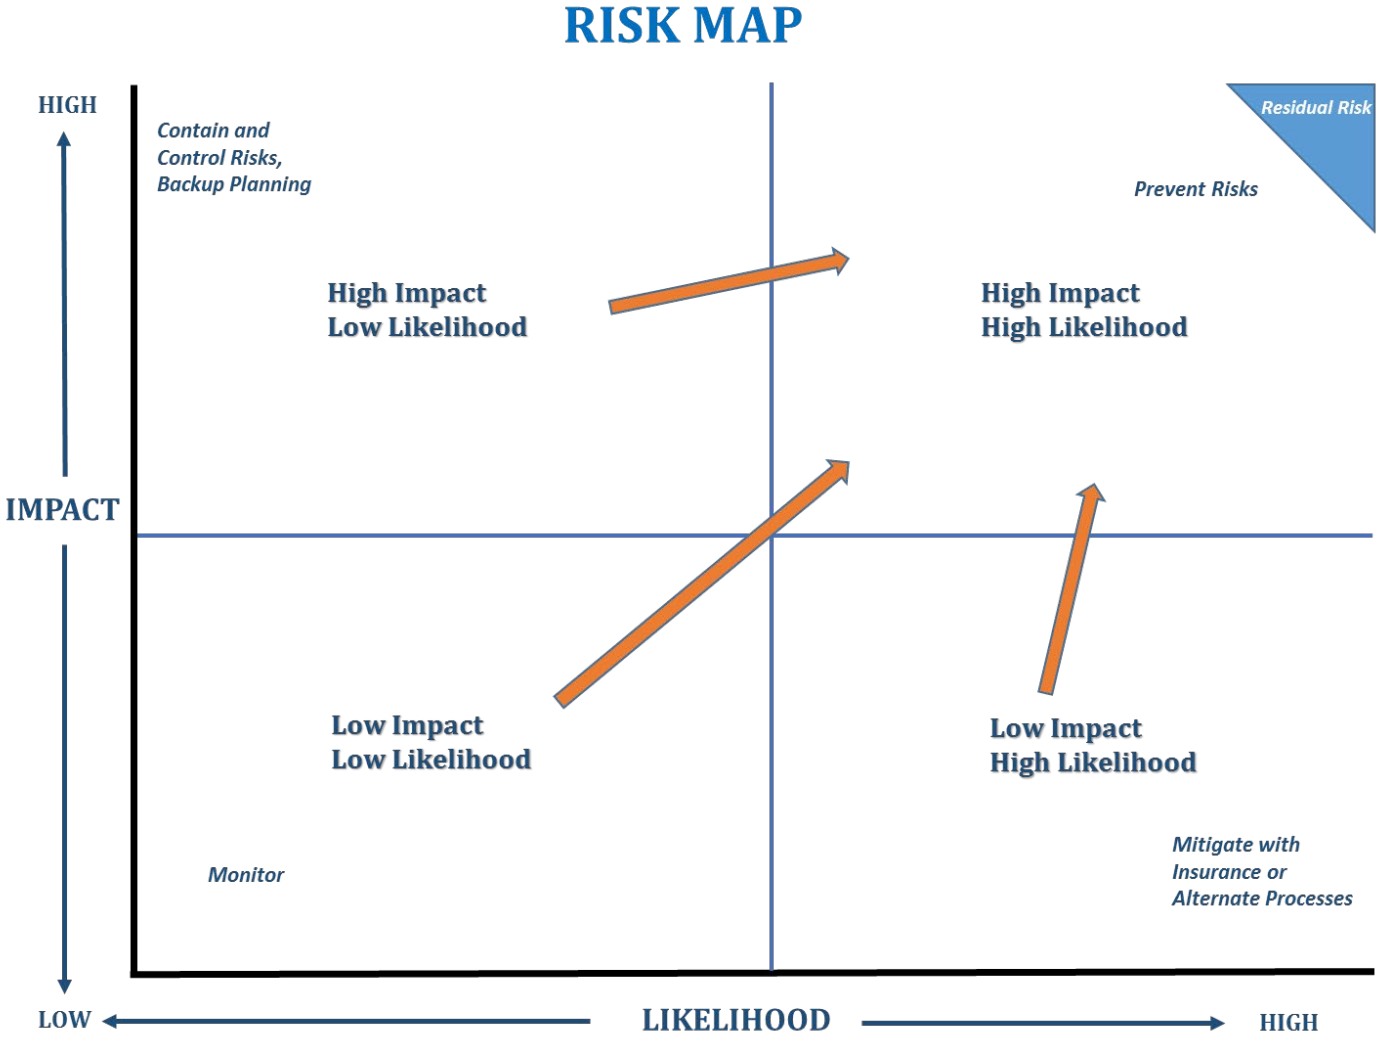 RISK MAP
HIGH
Contain and
Control Risks,
Backup Planning
Residual Risk
Prevent Risks
High Impact
Low Likelihood
High Impact
High Likelihood
IMPACT
Low Impact
Low Likelihood
Low Impact
High Likelihood
Monitor
Mitigate with
Insurance or
Alternate Processes
LOW
LIKELIHOOD
HIGH